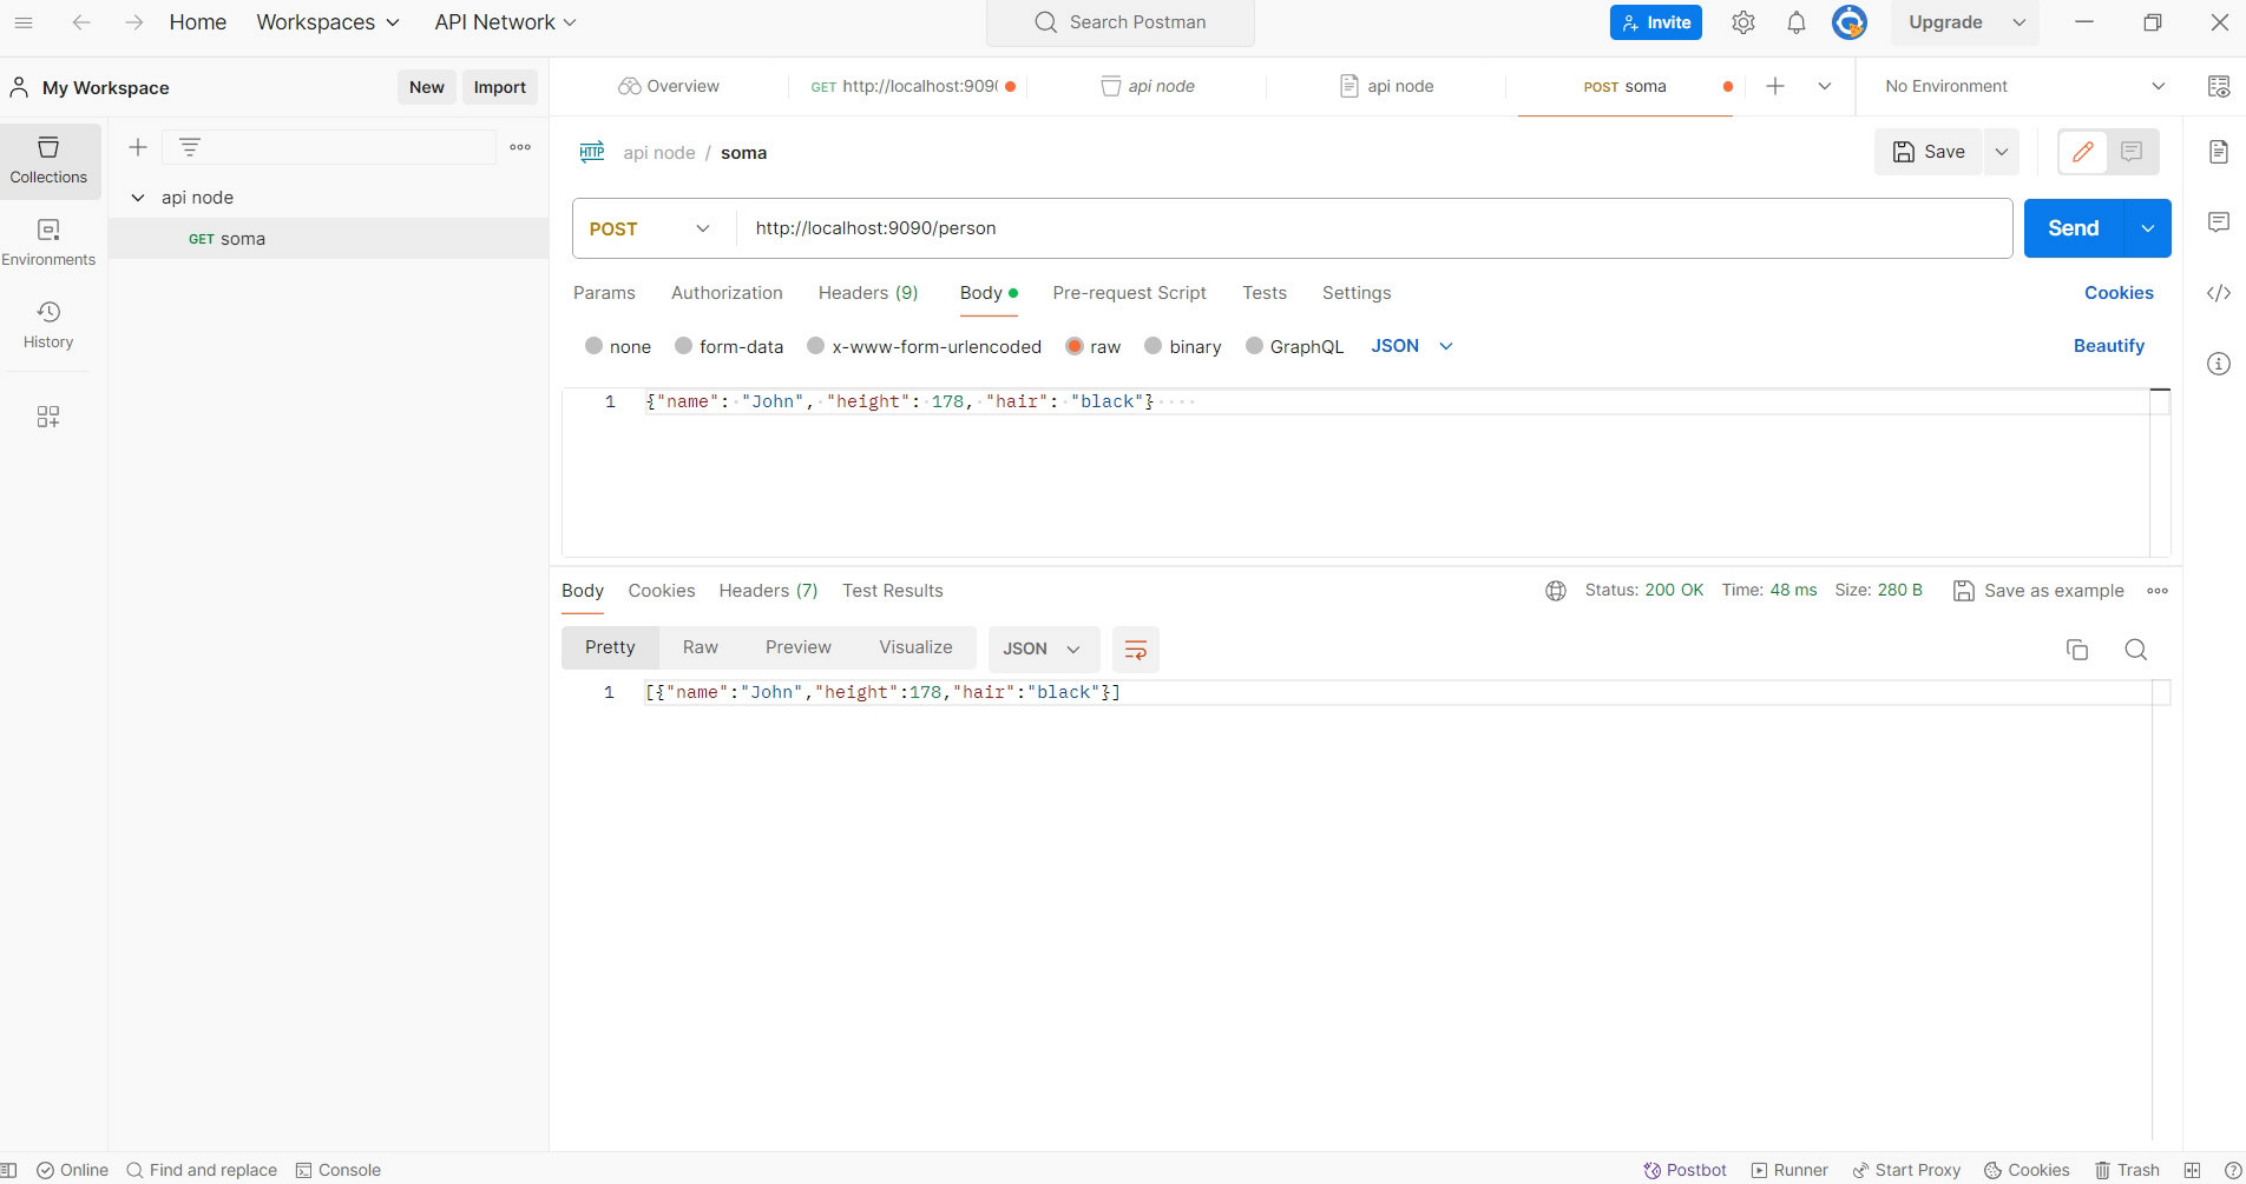 Home Workspaces API Network Search Postman Invite Upgrade
My Workspace New Import Overview GET http://localhost:909 api node api node POST soma No Environment
Collections
Environments
History
api node
GET soma
HTTP api node / soma Save
POST http://localhost:9090/person Send
Params Authorization Headers (9) Body Pre-request Script Tests Settings Cookies
none form-data x-www-form-urlencoded raw binary GraphQL JSON Beautify
1 {"name": "John", "height": 178, "hair": "black"}
Body Cookies Headers (7) Test Results Status: 200 OK Time: 48 ms Size: 280 B Save as example
Pretty Raw Preview Visualize JSON
1 [{"name":"John","height":178,"hair":"black"}]
Online Find and replace Console Postbot Runner Start Proxy Cookies Trash